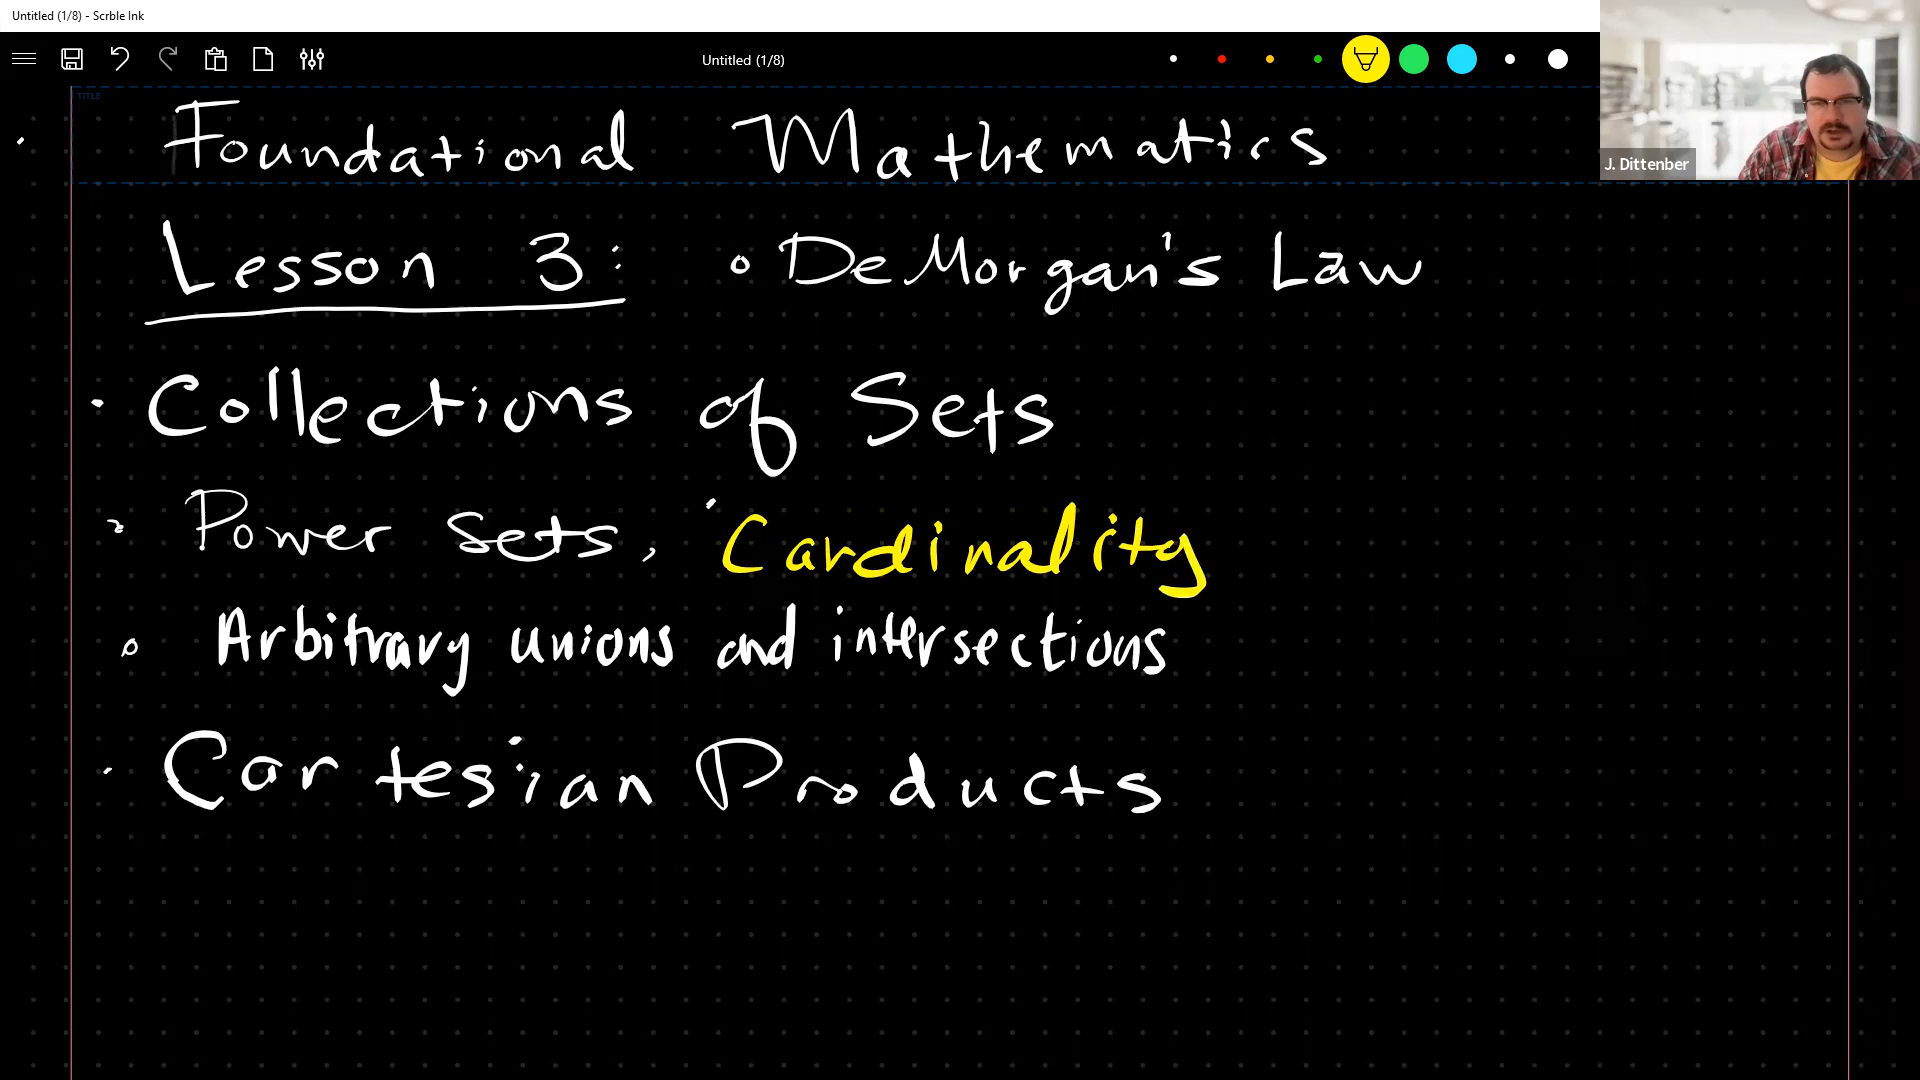 Untitled (1/8) - Scrble Ink
Untitled (1/8)
J. Dittenber
TITLE
Foundational Mathematics
Lesson 3: ∘ DeMorgan's Law
· Collections of Sets
Power Sets, · Cardinality
∘ Arbitrary unions and intersections
· Cartesian Products